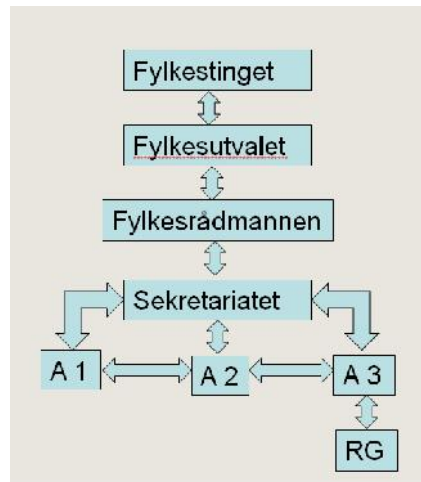 Fylkestinget
Fylkesutvalet
Fylkesrådmannen
Sekretariatet
A 1
A 2
A 3
RG